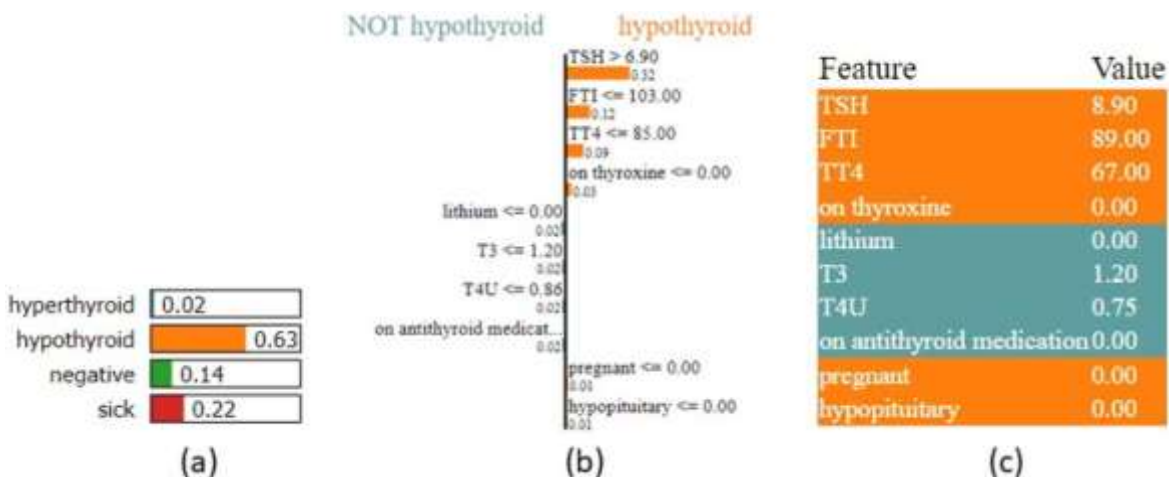 hyperthyroid 0.02
hypothyroid 0.63
negative 0.14
sick 0.22
(a)
NOT hypothyroid hypothyroid
TSH > 6.90
0.32
FTI <= 103.00
0.12
TT4 <= 85.00
0.09
on thyroxine <= 0.00
0.03
lithium <= 0.00
0.02
T3 <= 1.20
0.02
T4U <= 0.86
0.02
on antithyroid medicat...
0.02
pregnant <= 0.00
0.01
hypopituitary <= 0.00
0.01
(b)
Feature Value
TSH 8.90
FTI 89.00
TT4 67.00
on thyroxine 0.00
lithium 0.00
T3 1.20
T4U 0.75
on antithyroid medication 0.00
pregnant 0.00
hypopituitary 0.00
(c)